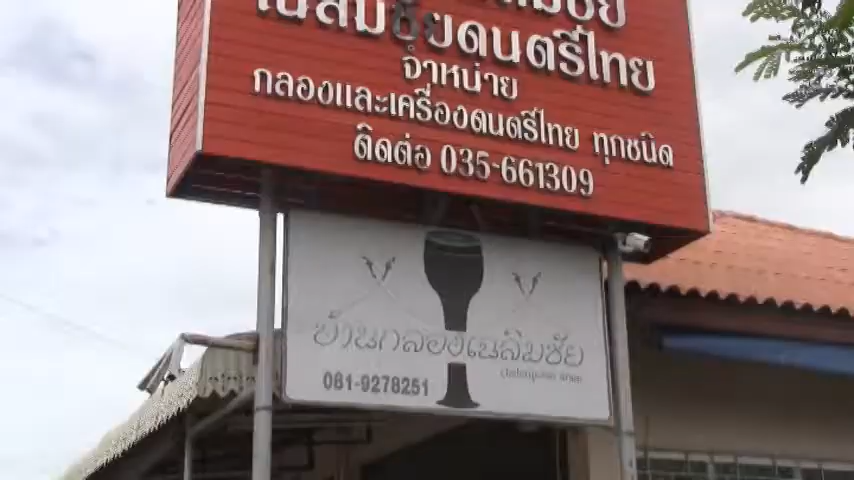 เฉลิมชัยดนตรีไทย
จำหน่าย
กลองและเครื่องดนตรีไทย ทุกชนิด
ติดต่อ 035-661309
บ้านกลองเฉลิมชัย
081-9278251